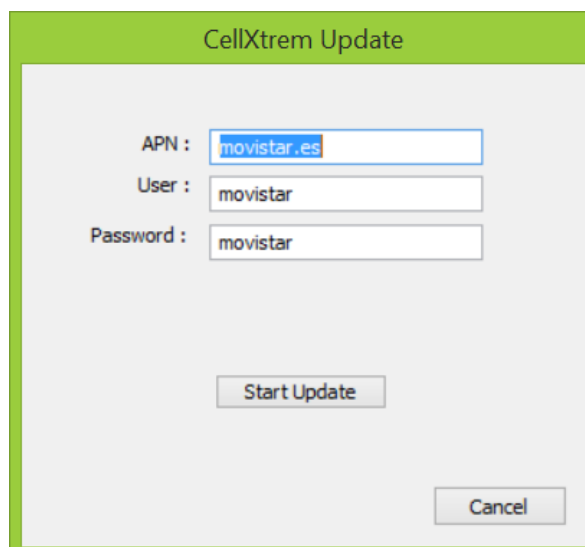 CellXtrem Update
APN : movistar.es
User : movistar
Password : movistar
Start Update
Cancel